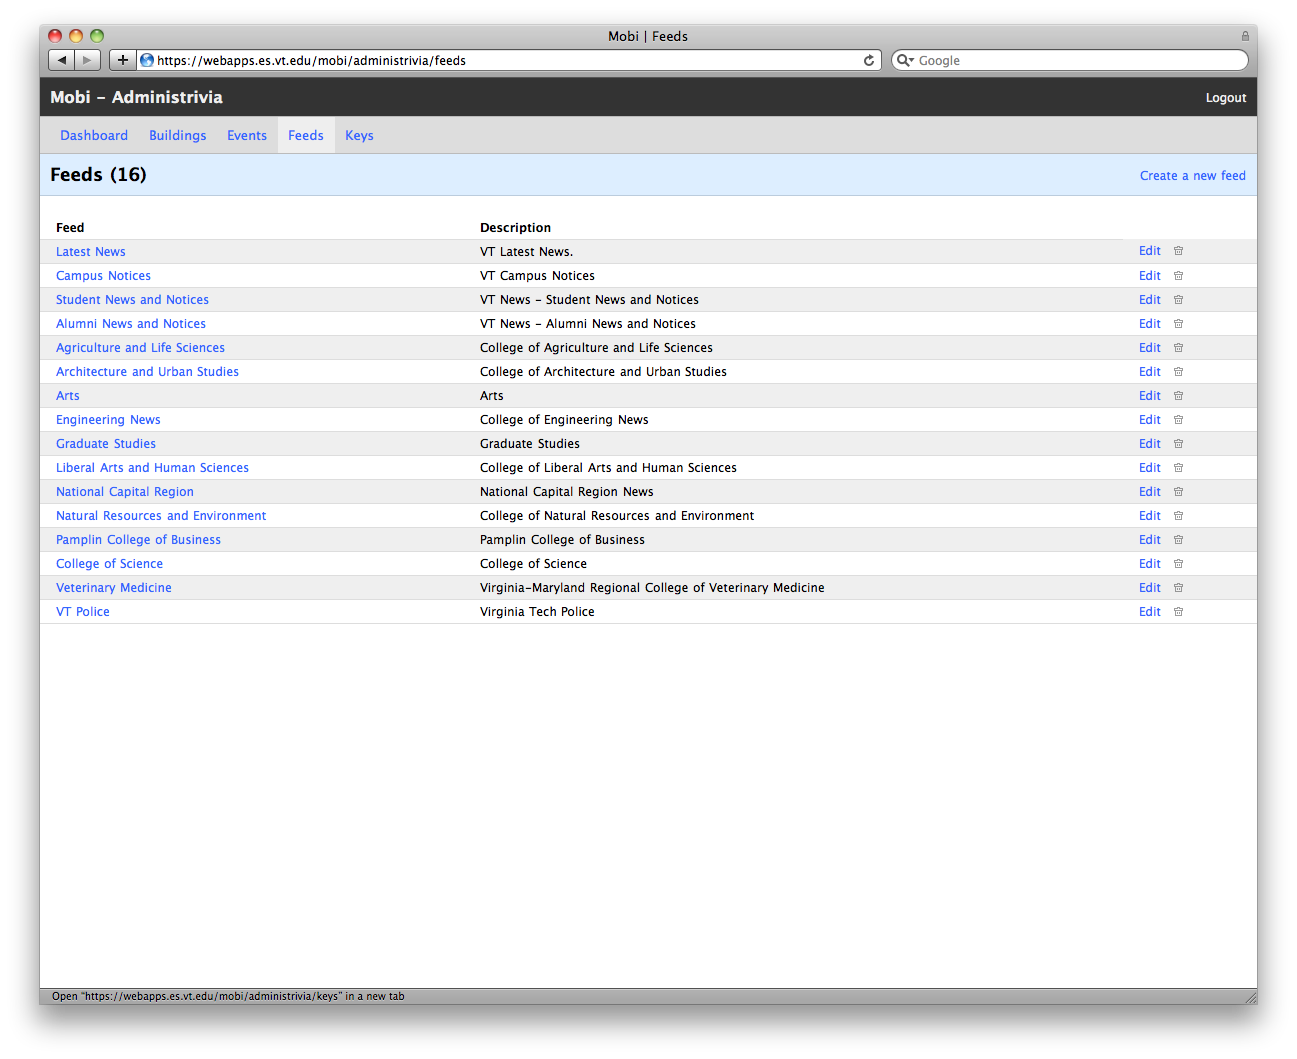 Mobi | Feeds
https://webapps.es.vt.edu/mobi/administrivia/feeds
Google
Mobi – Administrivia
Logout
Dashboard Buildings Events Feeds Keys
Feeds (16)
Create a new feed
Feed Description
Latest News VT Latest News. Edit
Campus Notices VT Campus Notices Edit
Student News and Notices VT News – Student News and Notices Edit
Alumni News and Notices VT News – Alumni News and Notices Edit
Agriculture and Life Sciences College of Agriculture and Life Sciences Edit
Architecture and Urban Studies College of Architecture and Urban Studies Edit
Arts Arts Edit
Engineering News College of Engineering News Edit
Graduate Studies Graduate Studies Edit
Liberal Arts and Human Sciences College of Liberal Arts and Human Sciences Edit
National Capital Region National Capital Region News Edit
Natural Resources and Environment College of Natural Resources and Environment Edit
Pamplin College of Business Pamplin College of Business Edit
College of Science College of Science Edit
Veterinary Medicine Virginia-Maryland Regional College of Veterinary Medicine Edit
VT Police Virginia Tech Police Edit
Open “https://webapps.es.vt.edu/mobi/administrivia/keys” in a new tab